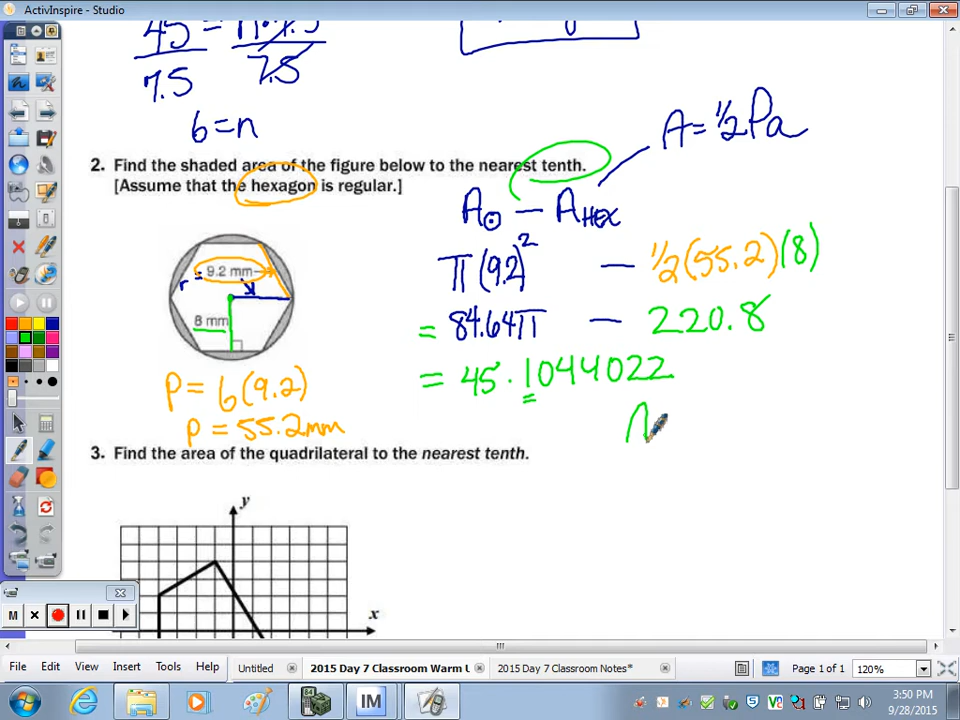 ActivInspire - Studio
45 = n · 7.5
7.5 7.5
6 = n
A = ½Pa
2. Find the shaded area of the figure below to the nearest tenth.
[Assume that the hexagon is regular.]
A⊙ — A HEX
r = 9.2 mm
π(9.2)² — ½(55.2)(8)
8 mm
= 84.64π — 220.8
= 45.1044022
P = 6(9.2)
P = 55.2mm
3. Find the area of the quadrilateral to the nearest tenth.
y
x
M
File Edit View Insert Tools Help Untitled 2015 Day 7 Classroom Warm U 2015 Day 7 Classroom Notes* Page 1 of 1 120%
IM
3:50 PM
9/28/2015